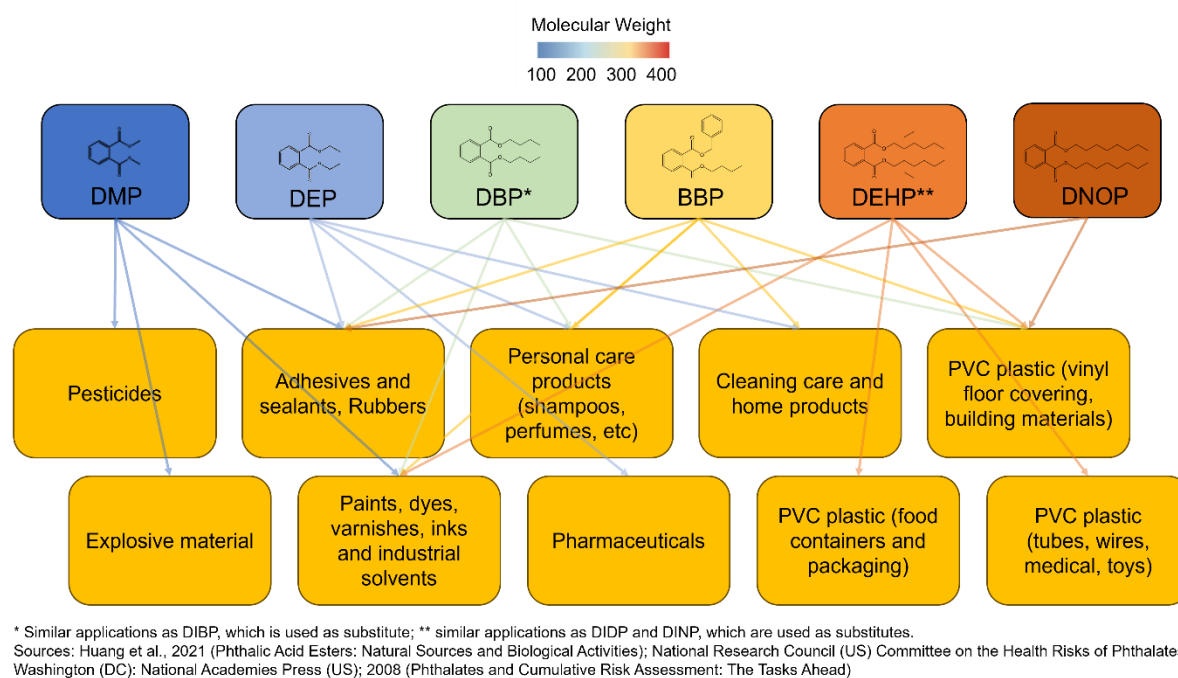 Molecular Weight
100 200 300 400
DMP
DEP
DBP*
BBP
DEHP**
DNOP
Pesticides
Adhesives and
sealants, Rubbers
Personal care
products
(shampoos,
perfumes, etc)
Cleaning care and
home products
PVC plastic (vinyl
floor covering,
building materials)
Explosive material
Paints, dyes,
varnishes, inks
and industrial
solvents
Pharmaceuticals
PVC plastic (food
containers and
packaging)
PVC plastic
(tubes, wires,
medical, toys)
* Similar applications as DIBP, which is used as substitute; ** similar applications as DIDP and DINP, which are used as substitutes.
Sources: Huang et al., 2021 (Phthalic Acid Esters: Natural Sources and Biological Activities); National Research Council (US) Committee on the Health Risks of Phthalates
Washington (DC): National Academies Press (US); 2008 (Phthalates and Cumulative Risk Assessment: The Tasks Ahead)